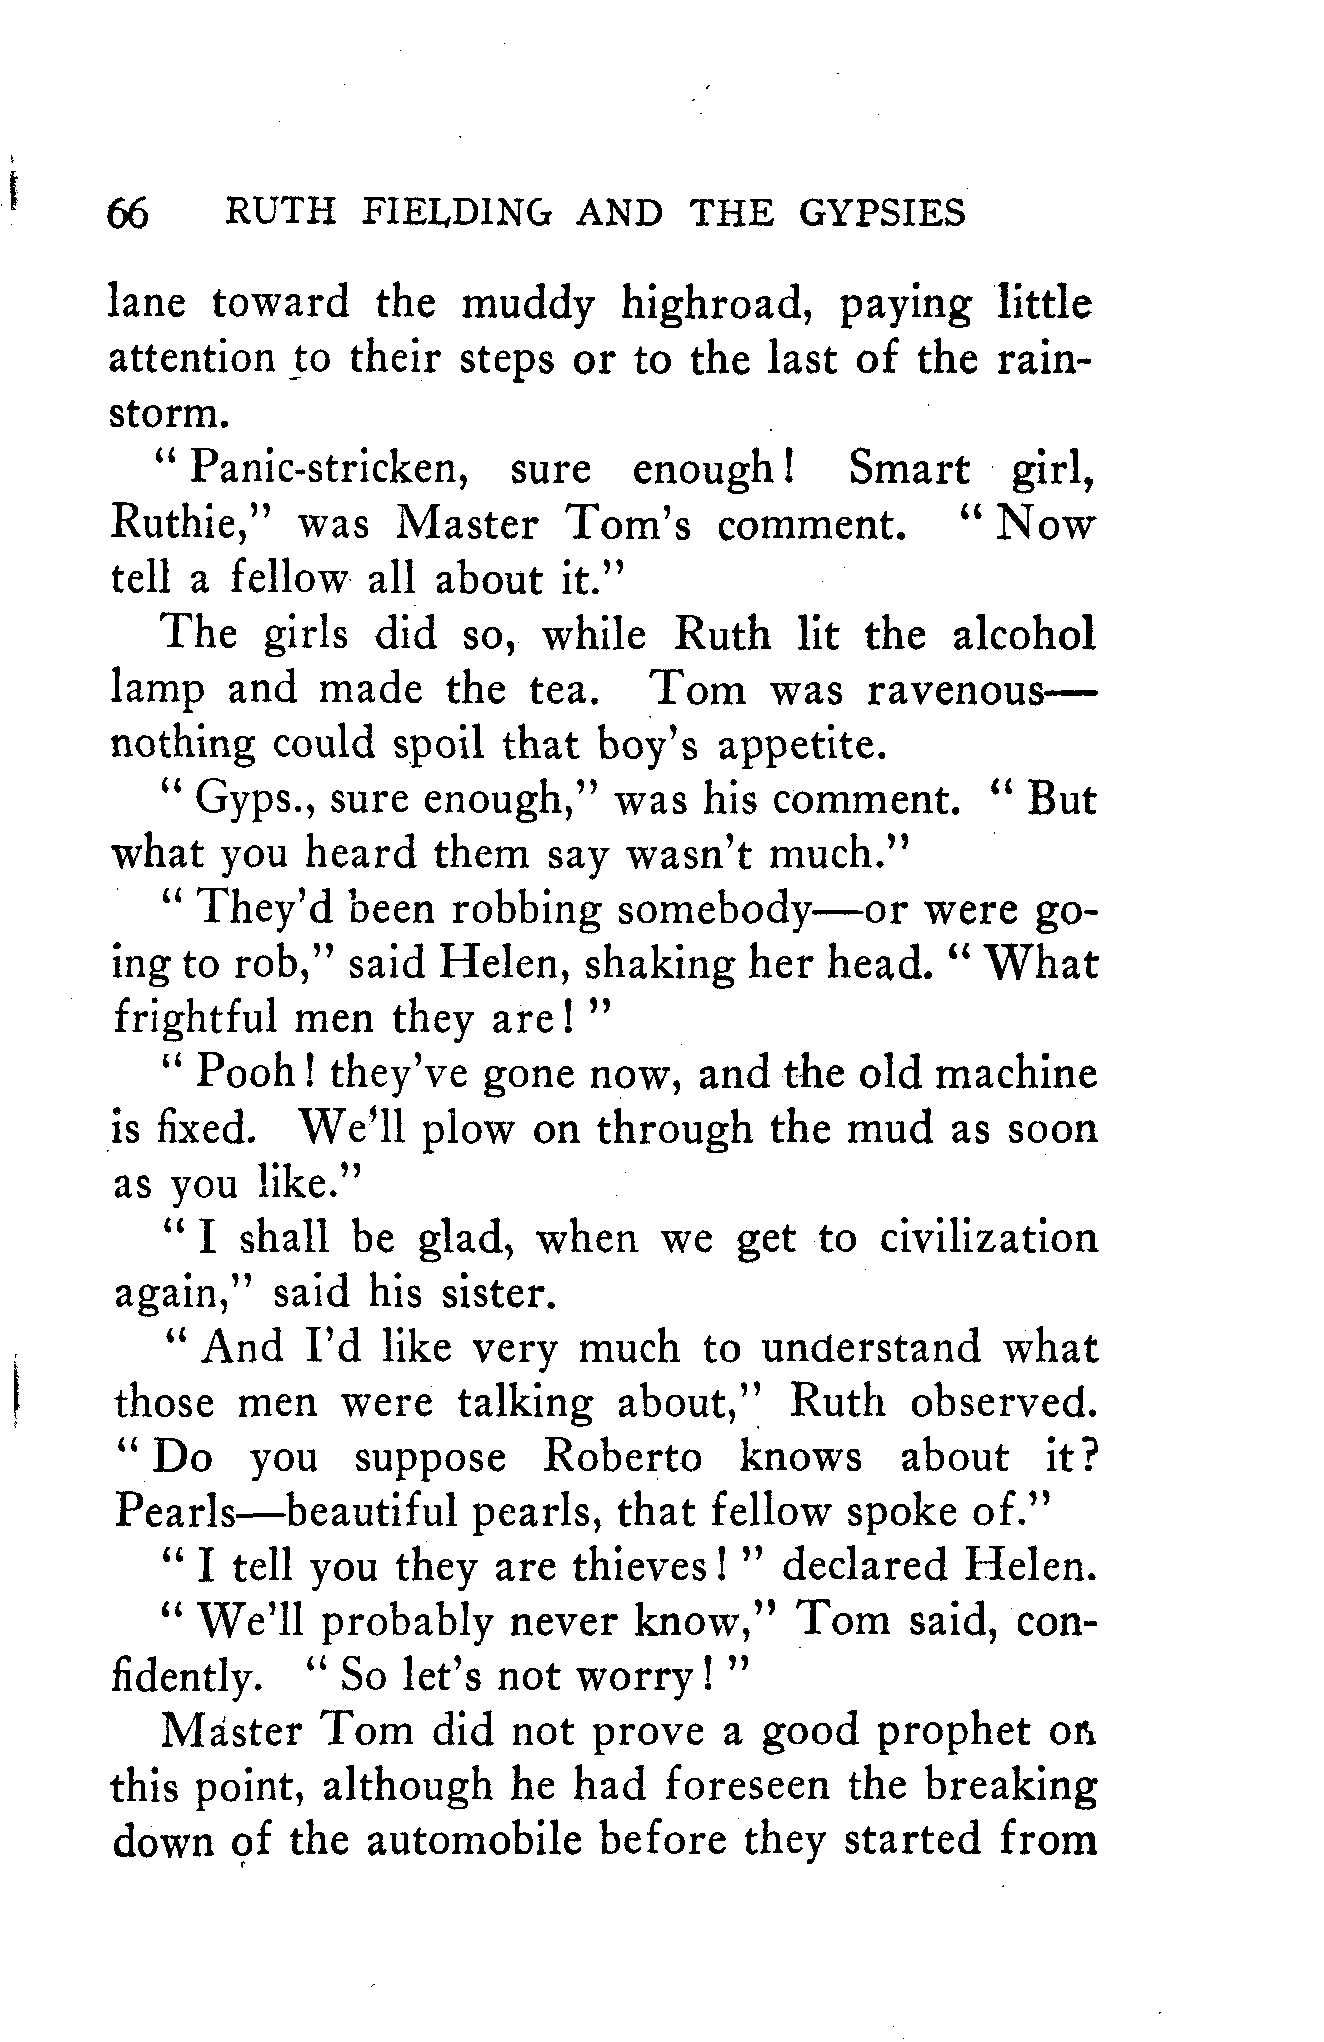 66 RUTH FIELDING AND THE GYPSIES
lane toward the muddy highroad, paying little
attention to their steps or to the last of the rain-
storm.
" Panic-stricken, sure enough! Smart girl,
Ruthie," was Master Tom's comment. " Now
tell a fellow all about it."
The girls did so, while Ruth lit the alcohol
lamp and made the tea. Tom was ravenous—
nothing could spoil that boy's appetite.
" Gyps., sure enough," was his comment. " But
what you heard them say wasn't much."
" They'd been robbing somebody—or were go-
ing to rob," said Helen, shaking her head. " What
frightful men they are! "
" Pooh! they've gone now, and the old machine
is fixed. We'll plow on through the mud as soon
as you like."
" I shall be glad, when we get to civilization
again," said his sister.
" And I'd like very much to understand what
those men were talking about," Ruth observed.
" Do you suppose Roberto knows about it?
Pearls—beautiful pearls, that fellow spoke of."
" I tell you they are thieves! " declared Helen.
" We'll probably never know," Tom said, con-
fidently. " So let's not worry! "
Master Tom did not prove a good prophet on
this point, although he had foreseen the breaking
down of the automobile before they started from